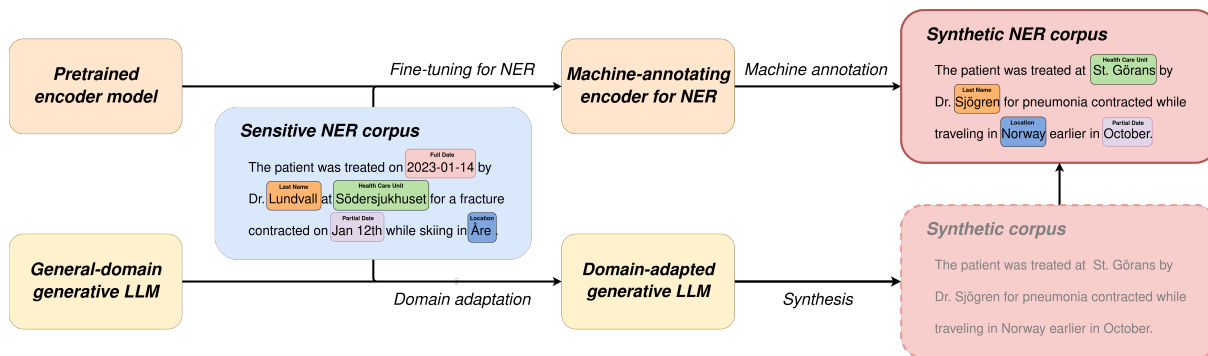 Pretrained
encoder model
Fine-tuning for NER
Machine-annotating
encoder for NER
Machine annotation
Synthetic NER corpus
Health Care Unit
The patient was treated at St. Görans by
Last Name
Dr. Sjögren for pneumonia contracted while
Location Partial Date
traveling in Norway earlier in October.
Sensitive NER corpus
Full Date
The patient was treated on 2023-01-14 by
Last Name Health Care Unit
Dr. Lundvall at Södersjukhuset for a fracture
Partial Date Location
contracted on Jan 12th while skiing in Åre .
General-domain
generative LLM
Domain adaptation
Domain-adapted
generative LLM
Synthesis
Synthetic corpus
The patient was treated at St. Görans by
Dr. Sjögren for pneumonia contracted while
traveling in Norway earlier in October.